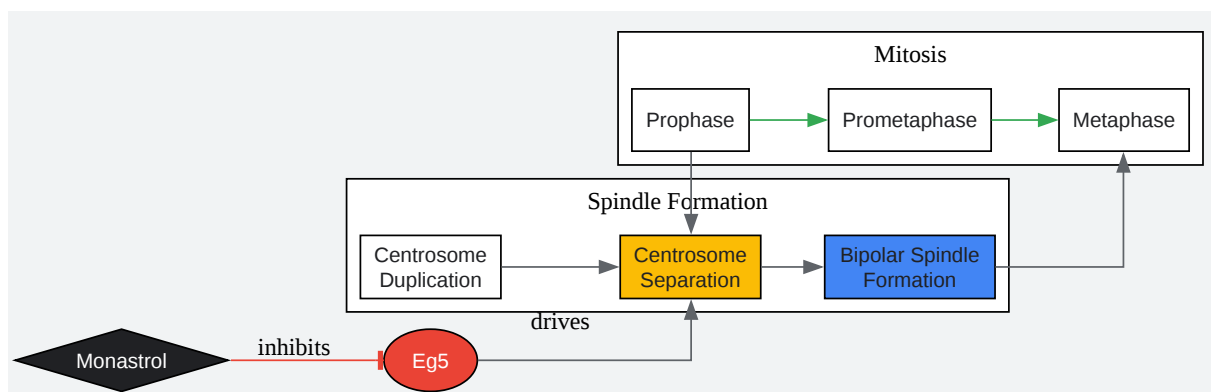 Mitosis
Prophase
Prometaphase
Metaphase
Spindle Formation
Centrosome
Duplication
Centrosome
Separation
Bipolar Spindle
Formation
drives
inhibits
Monastrol
Eg5